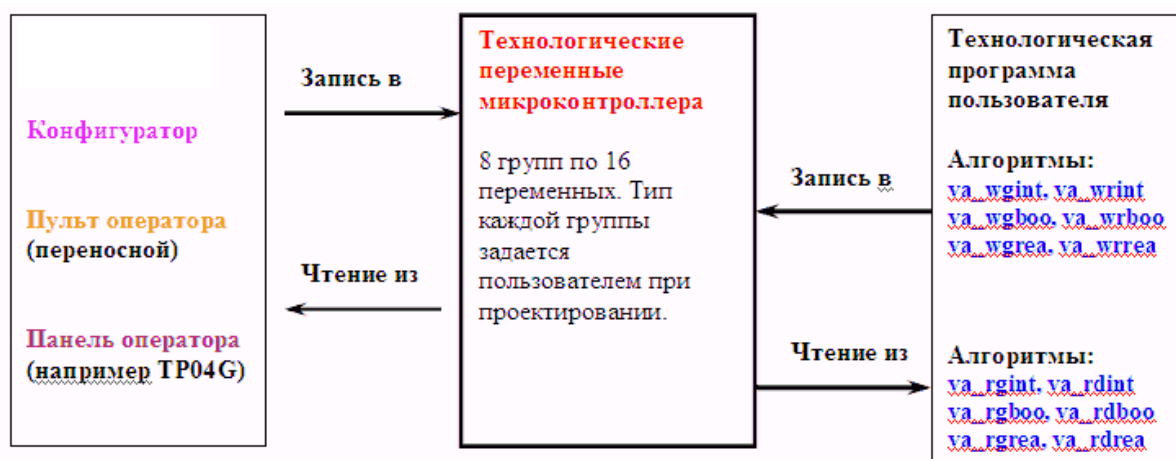 Конфигуратор
Пульт оператора
(переносной)
Панель оператора
(например TP04G)
Запись в
Чтение из
Технологические
переменные
микроконтроллера
8 групп по 16
переменных. Тип
каждой группы
задается
пользователем при
проектировании.
Запись в
Чтение из
Технологическая
программа
пользователя
Алгоритмы:
va_wgint, va_wrint
va_wgboo, va_wrboo
va_wgrea, va_wrrea
Алгоритмы:
va_rgint, va_rdint
va_rgboo, va_rdboo
va_rgrea, va_rdrea